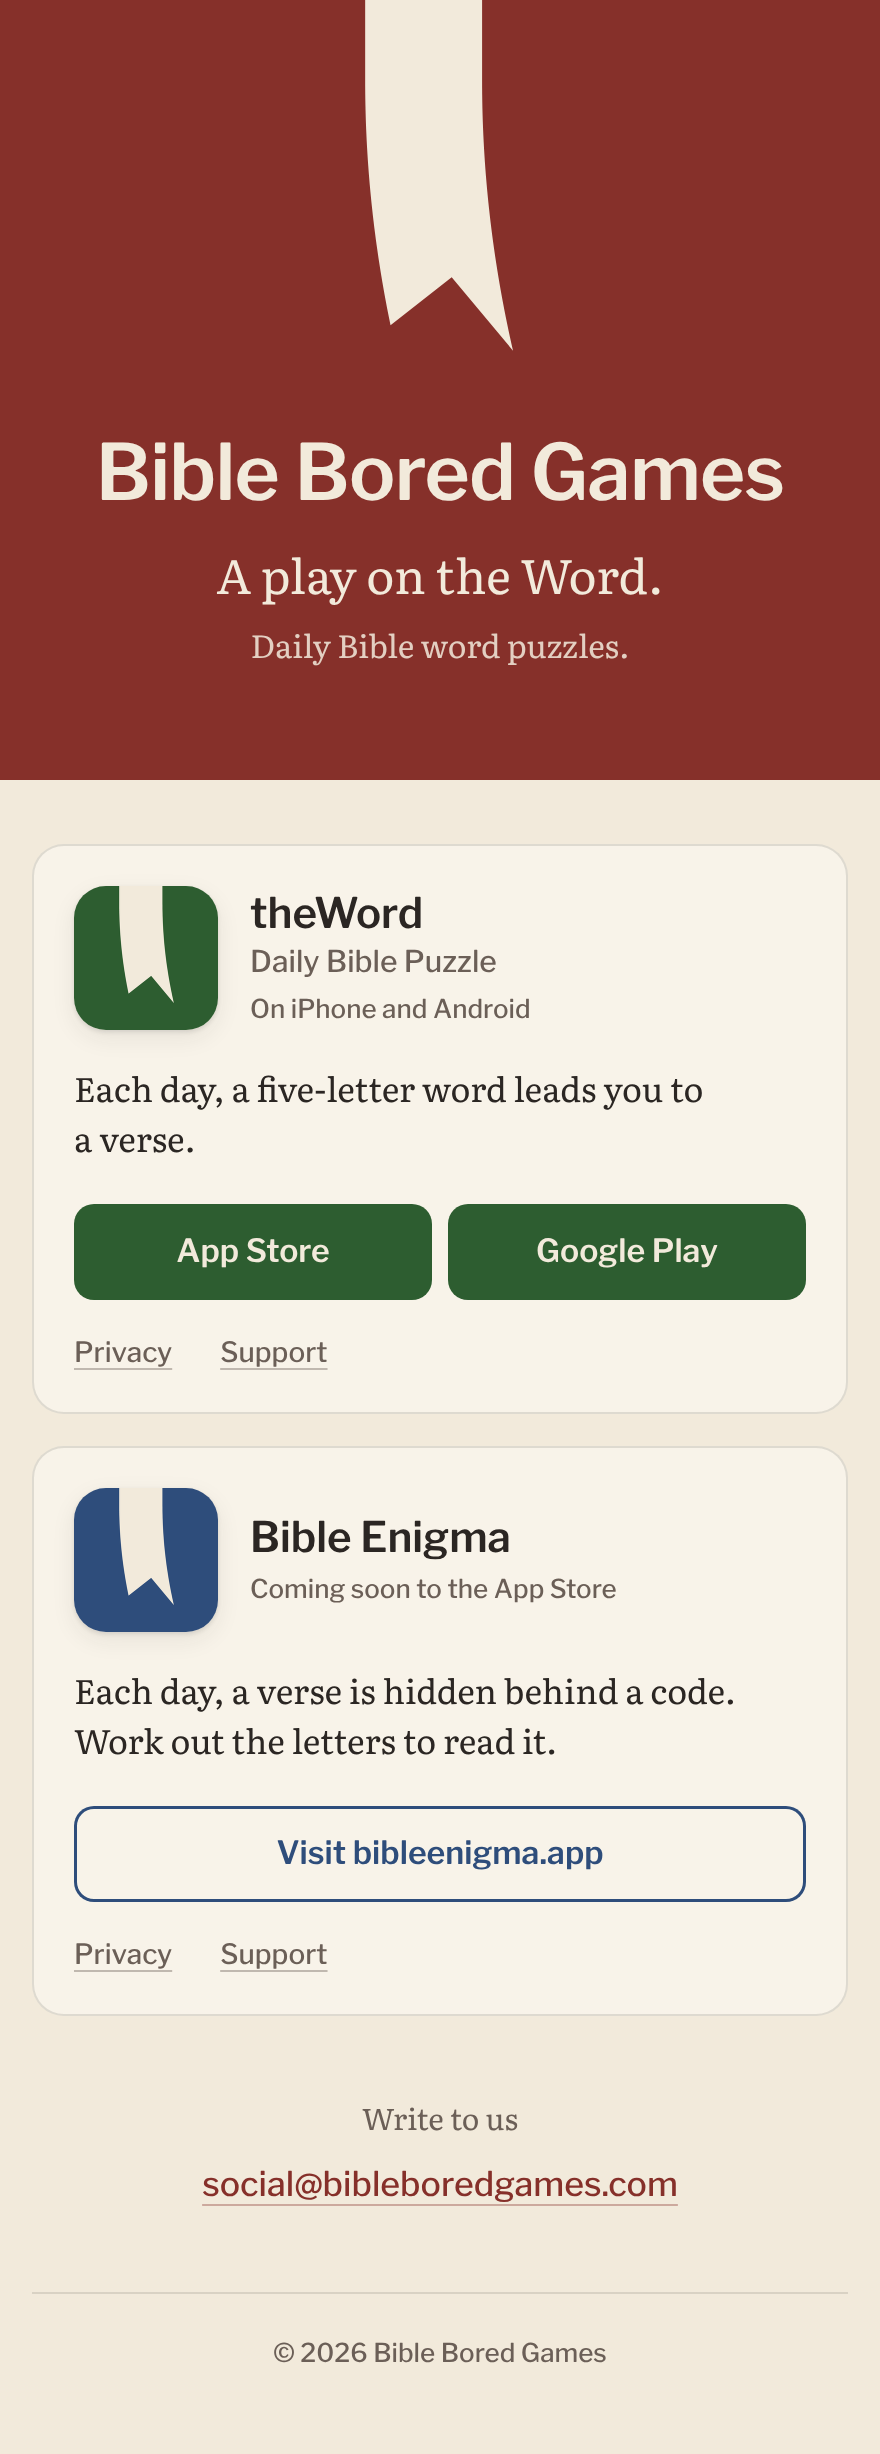 Bible Bored Games
A play on the Word.
Daily Bible word puzzles.
theWord
Daily Bible Puzzle
On iPhone and Android
Each day, a five-letter word leads you to
a verse.
App Store
Google Play
Privacy
Support
Bible Enigma
Coming soon to the App Store
Each day, a verse is hidden behind a code.
Work out the letters to read it.
Visit bibleenigma.app
Privacy
Support
Write to us
social@bibleboredgames.com
© 2026 Bible Bored Games